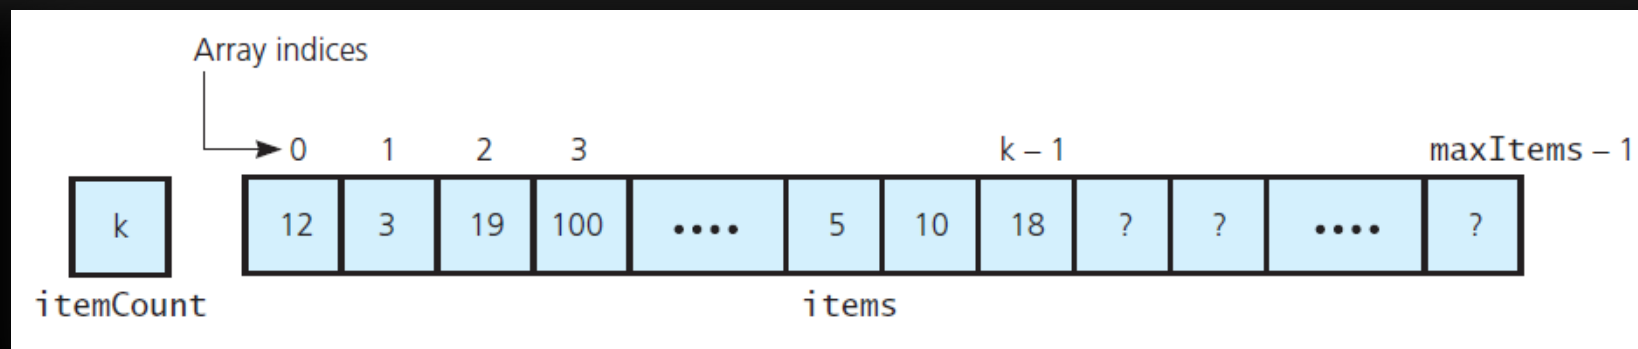 Array indices
0 1 2 3 k – 1 maxItems – 1
k 12 3 19 100 •••• 5 10 18 ? ? •••• ?
itemCount items